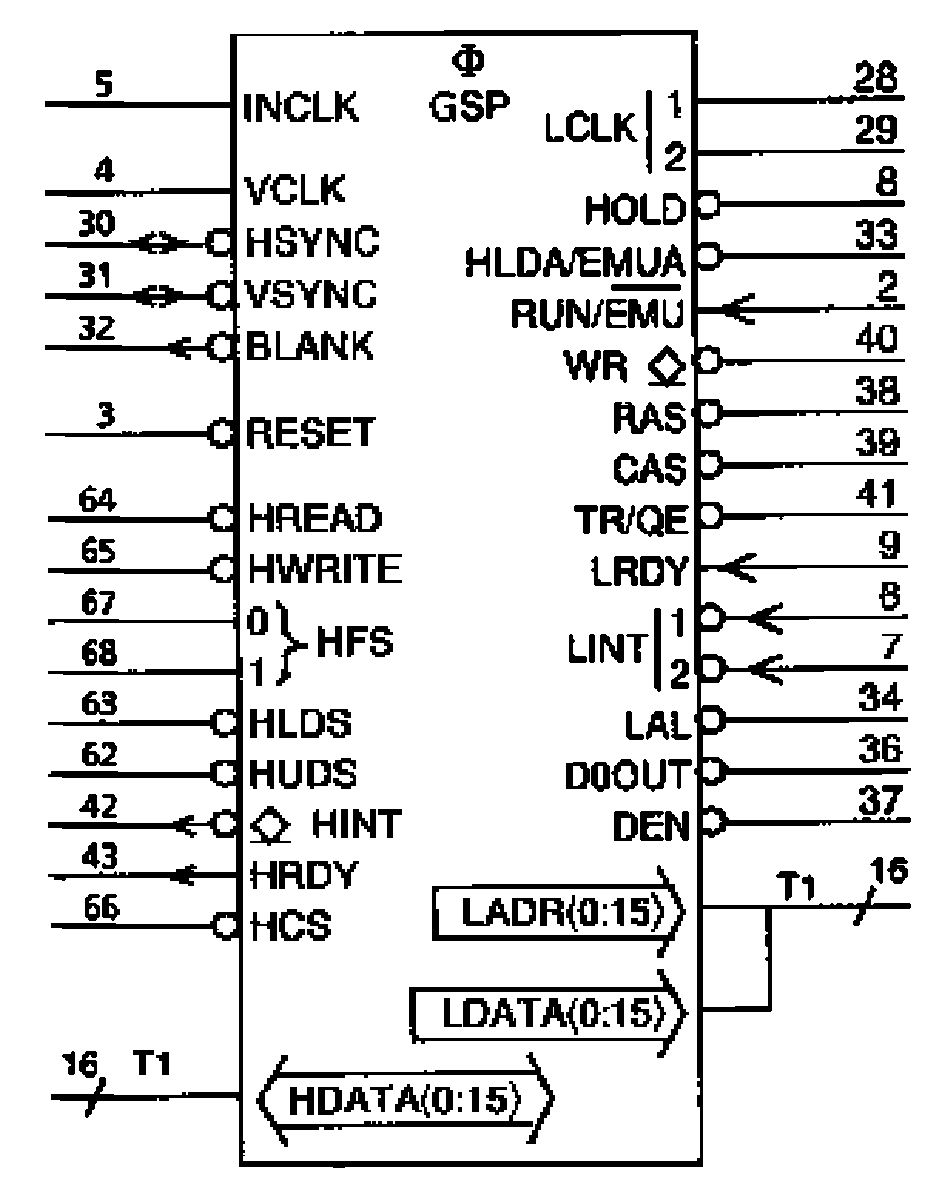 Φ
GSP
5 INCLK
4 VCLK
30 HSYNC
31 VSYNC
32 BLANK
3 RESET
64 HREAD
65 HWRITE
67 0
HFS
68 1
63 HLDS
62 HUDS
42 HINT
43 HRDY
66 HCS
16 T1 HDATA(0:15)
LCLK
1 28
2 29
HOLD 8
HLDA/EMUA 33
RUN/EMU 2
WR 40
RAS 38
CAS 39
TR/QE 41
LRDY 9
LINT
1
2 7
LAL 34
D0OUT 36
DEN 37
LADR(0:15) T1 16
LDATA(0:15)